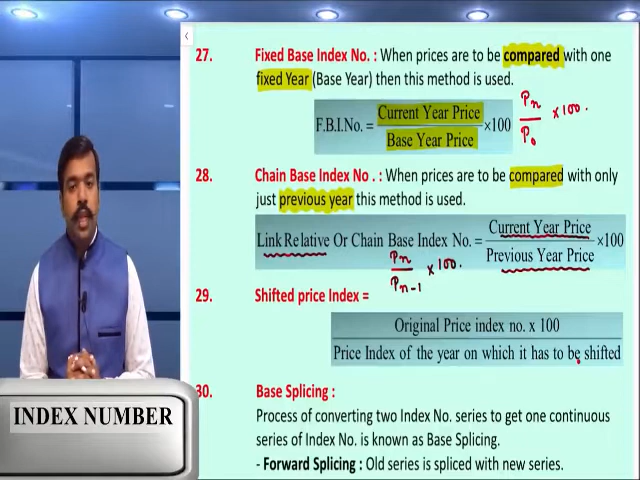 27. Fixed Base Index No. : When prices are to be compared with one
fixed Year (Base Year) then this method is used.
F.B.I.No. = Current Year Price / Base Year Price ×100 Pn / P0 ×100.
28. Chain Base Index No. : When prices are to be compared with only
just previous year this method is used.
Link Relative Or Chain Base Index No. = Current Year Price / Previous Year Price ×100
Pn / Pn-1 ×100.
29. Shifted price Index =
Original Price index no. x 100
Price Index of the year on which it has to be shifted
30. Base Splicing :
Process of converting two Index No. series to get one continuous
series of Index No. is known as Base Splicing.
- Forward Splicing : Old series is spliced with new series.
INDEX NUMBER